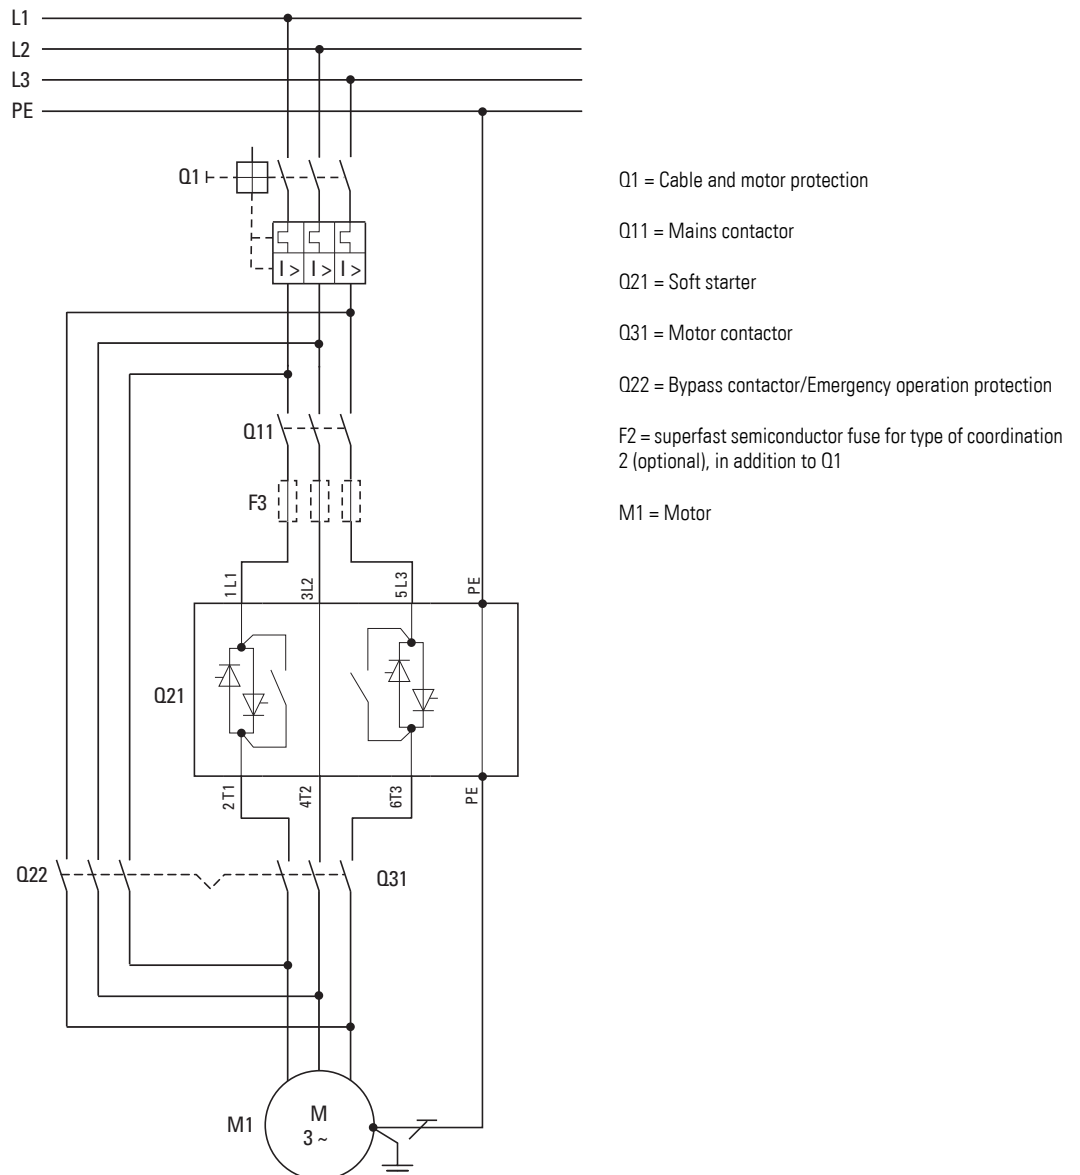 L1
L2
L3
PE
Q1
I > I > I >
Q1 = Cable and motor protection
Q11 = Mains contactor
Q21 = Soft starter
Q31 = Motor contactor
Q22 = Bypass contactor/Emergency operation protection
F2 = superfast semiconductor fuse for type of coordination
2 (optional), in addition to Q1
M1 = Motor
Q11
F3
1 L1
3L2
5 L3
PE
Q21
2 T1
4T2
6T3
PE
Q22
Q31
M1
M
3 ~